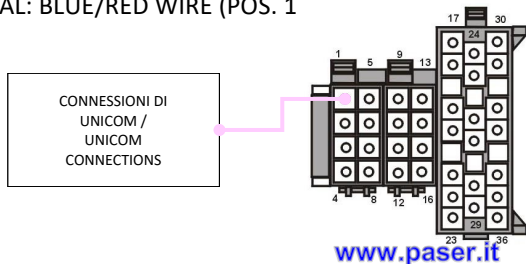 AL: BLUE/RED WIRE (POS. 1
17 30
24
1 5 9 13
CONNESSIONI DI
UNICOM /
UNICOM
CONNECTIONS
4 8 12 16
29
23 36
www.paser.it